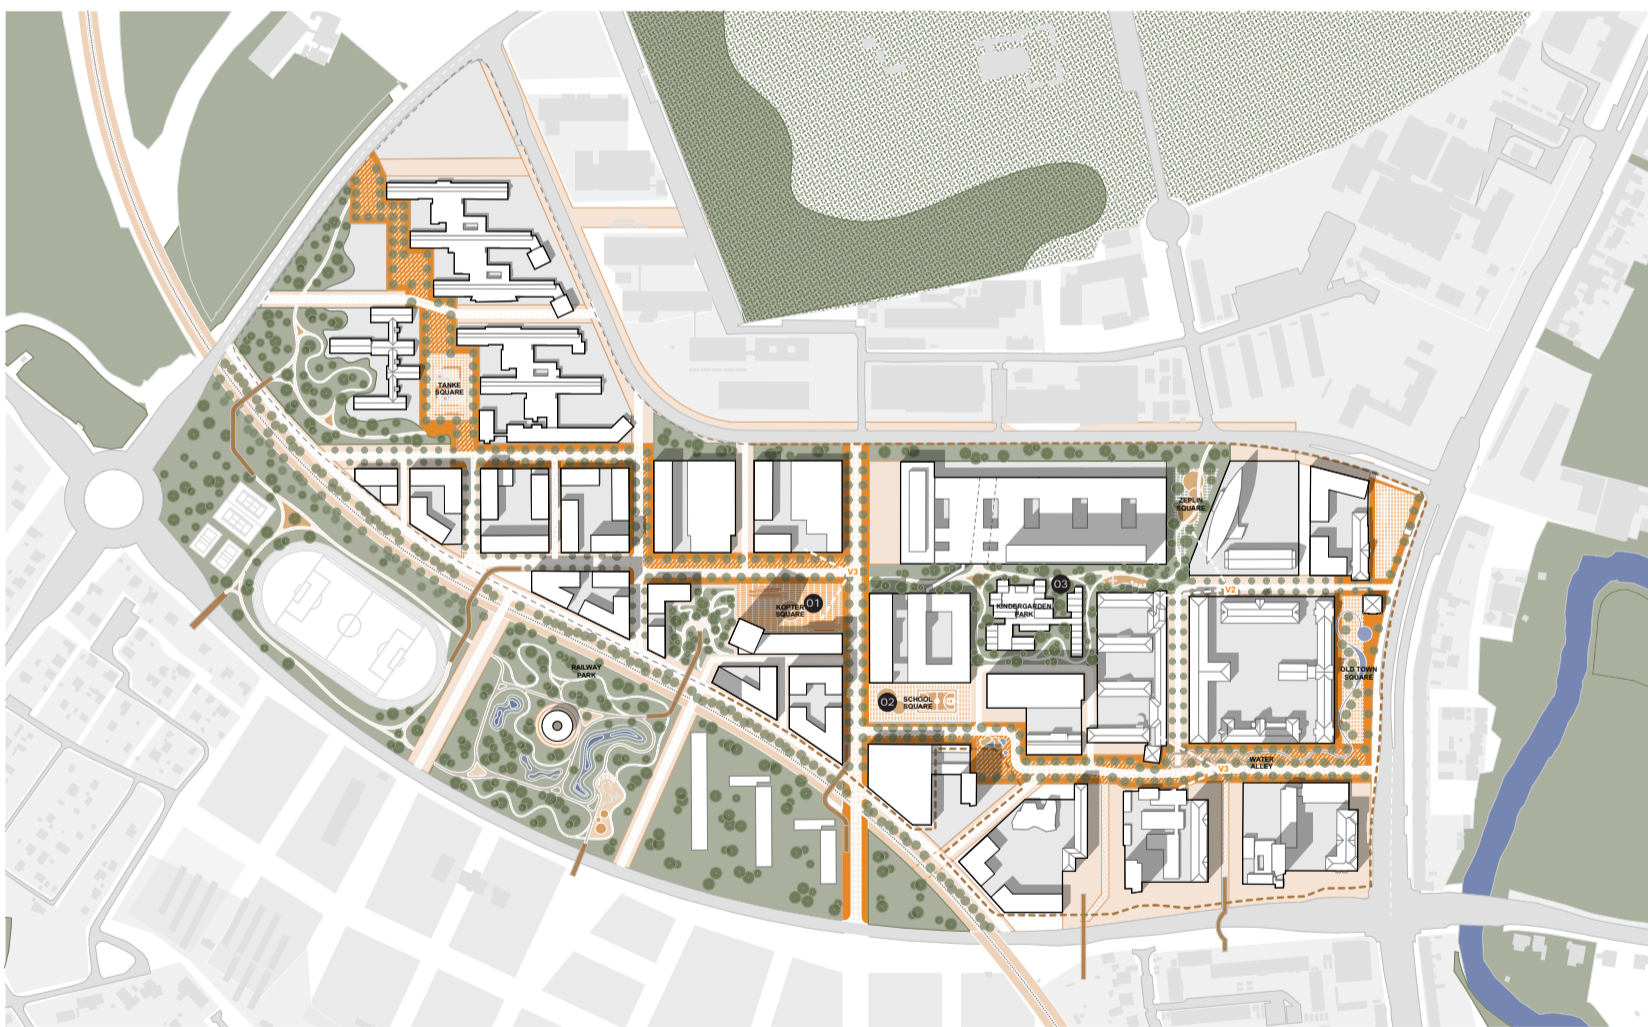 TANKE
SQUARE
ZEPLIN
SQUARE
V3
03
V2
KOPTER
SQUARE
01
KINDERGARDEN
PARK
RAILWAY
PARK
OLD TOWN
SQUARE
02
SCHOOL
SQUARE
WATER
ALLEY
V3